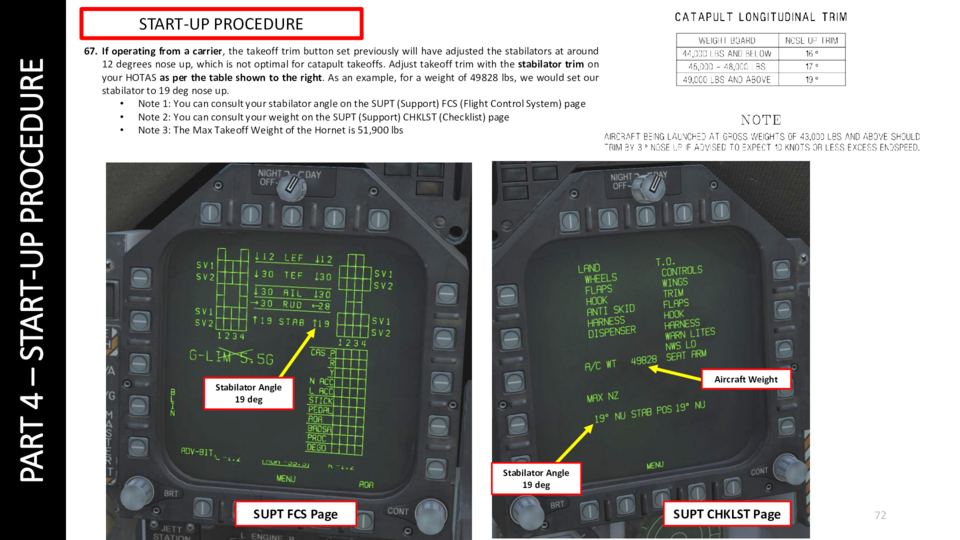 PART 4 – START-UP PROCEDURE
START-UP PROCEDURE
67. If operating from a carrier, the takeoff trim button set previously will have adjusted the stabilators at around
12 degrees nose up, which is not optimal for catapult takeoffs. Adjust takeoff trim with the stabilator trim on
your HOTAS as per the table shown to the right. As an example, for a weight of 49828 lbs, we would set our
stabilator to 19 deg nose up.
• Note 1: You can consult your stabilator angle on the SUPT (Support) FCS (Flight Control System) page
• Note 2: You can consult your weight on the SUPT (Support) CHKLST (Checklist) page
• Note 3: The Max Takeoff Weight of the Hornet is 51,900 lbs
CATAPULT LONGITUDINAL TRIM
WEIGHT BOARD NOSE UP TRIM
44,000 LBS AND BELOW 16°
45,000 - 48,000 LBS 17°
49,000 LBS AND ABOVE 19°
NOTE
AIRCRAFT BEING LAUNCHED AT GROSS WEIGHTS OF 43,000 LBS AND ABOVE SHOULD
TRIM BY 3° NOSE UP IF ADVISED TO EXPECT 10 KNOTS OR LESS EXCESS ENDSPEED.
NIGHT DAY
OFF
↓12 LEF ↓12
SV1 ↓30 TEF ↓30 SV1
SV2 SV2
↓30 AIL ↓30
→30 RUD ←28
SV1 ↑19 STAB ↑19 SV1
SV2 SV2
1 2 3 4 1 2 3 4
G-LIM 5.5G
CAS P
R
Y
N ACC
L ACC
STICK
PEDAL
AOA
BADSA
PROC
DEGD
BLIN
Stabilator Angle
19 deg
ADV-BIT
MENU
AOA
BRT
CONT
JETT
STATION
L ENGINE
SUPT FCS Page
NIGHT DAY
OFF
LAND
WHEELS
FLAPS
HOOK
ANTI SKID
HARNESS
DISPENSER
T.O.
CONTROLS
WINGS
TRIM
FLAPS
HOOK
HARNESS
WARN LITES
NWS LO
SEAT ARM
A/C WT 49828
Aircraft Weight
MAX NZ
19° NU STAB POS 19° NU
Stabilator Angle
19 deg
MENU
BRT
CONT
SUPT CHKLST Page
72